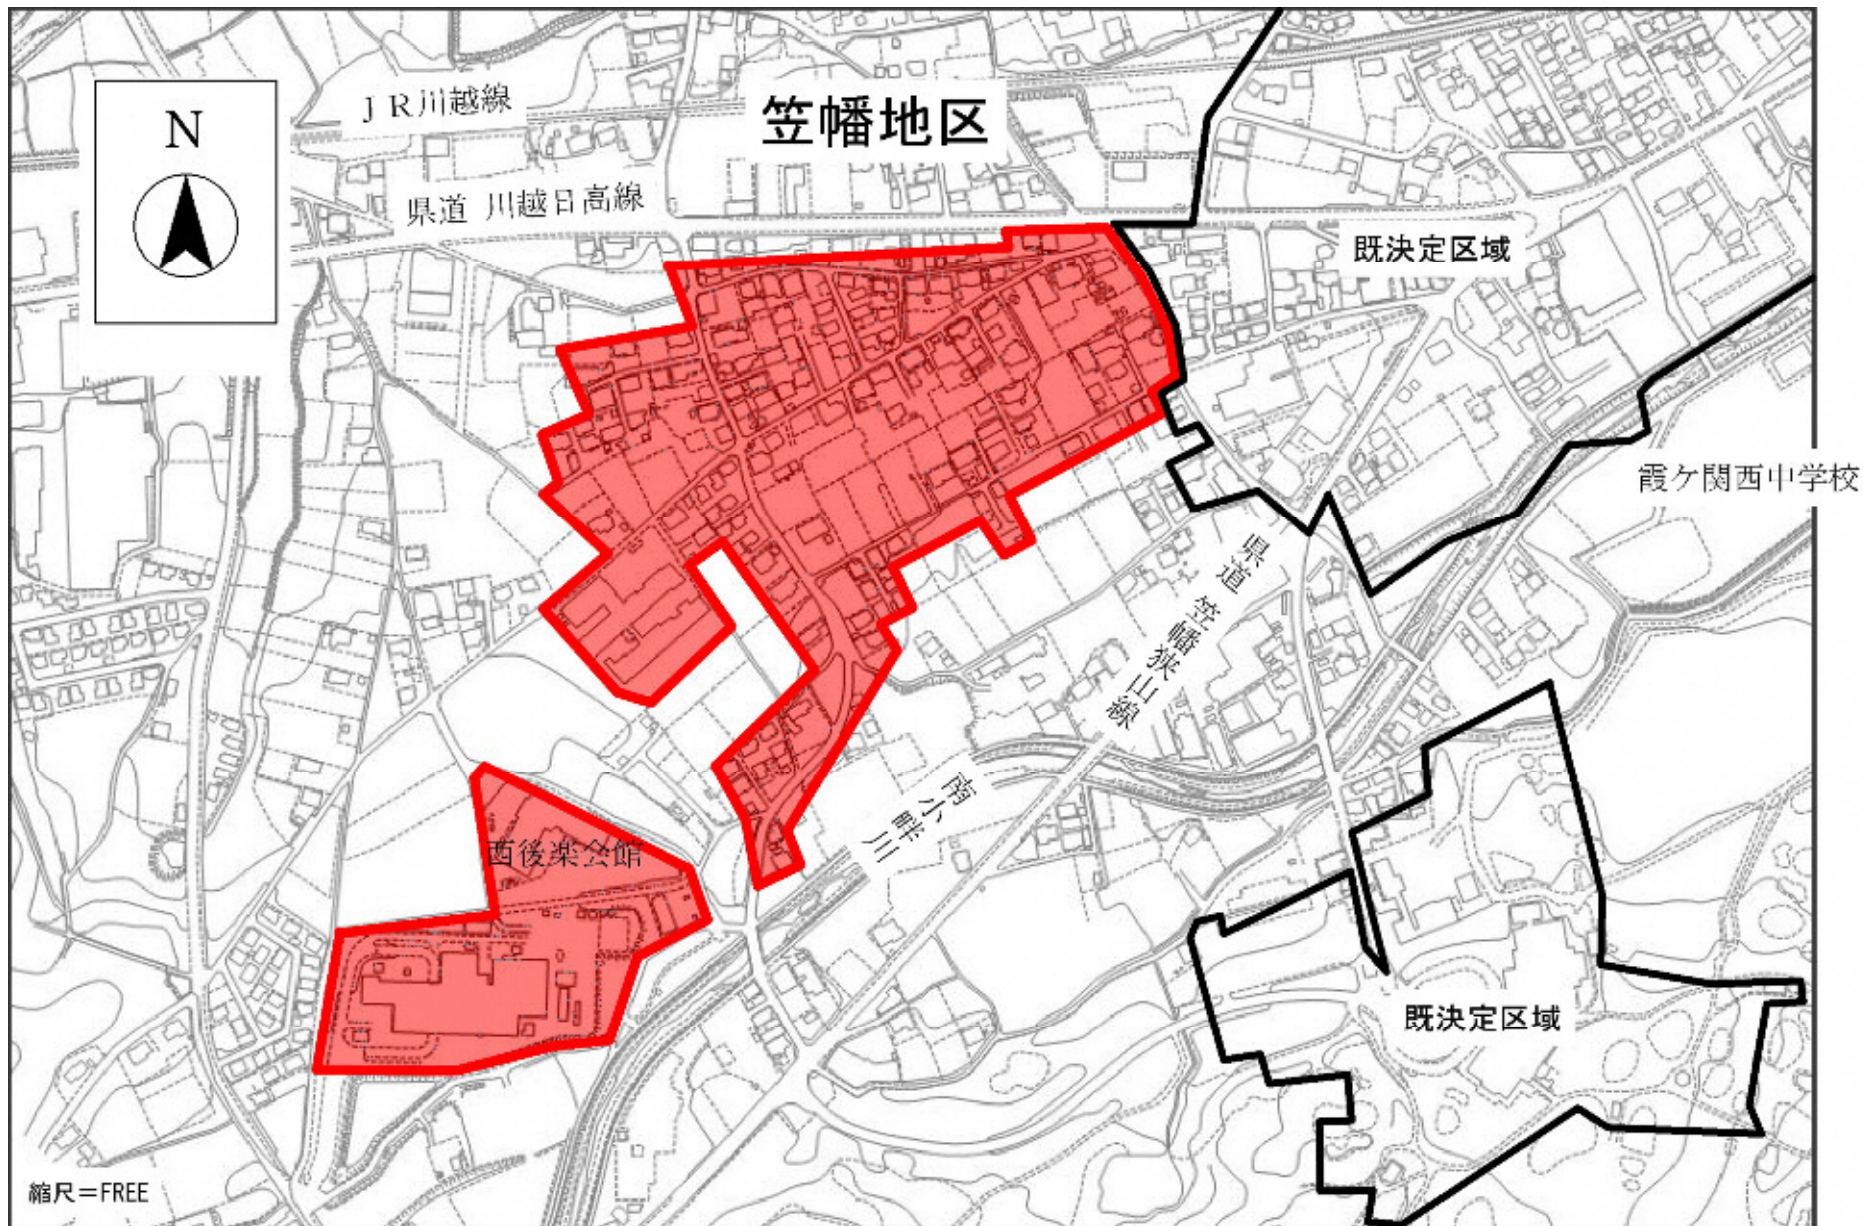 笠幡地区
ＪＲ川越線
N
県道 川越日高線
既決定区域
霞ケ関西中学校
県道 笠幡狭山線
南小畔川
西後楽会館
既決定区域
縮尺＝FREE